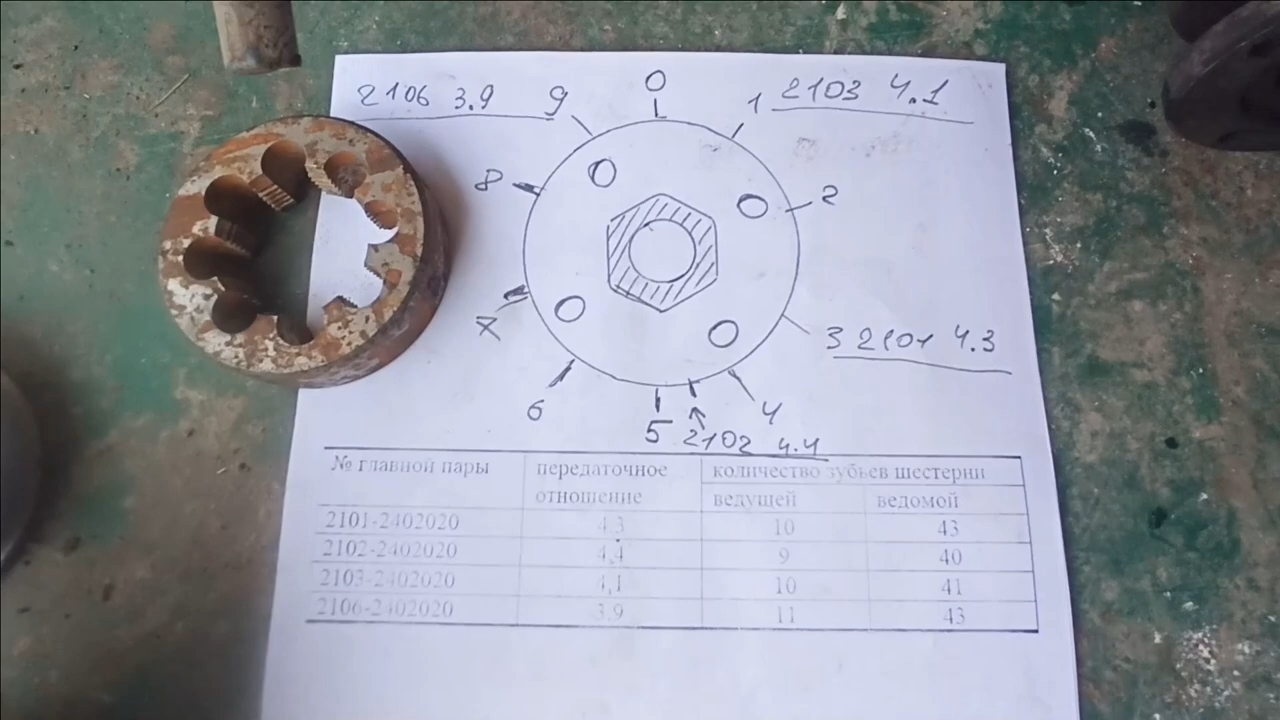 0
2106 3.9 9
1 2103 4.1
8
2
7
3 2101 4.3
6
4
5 2102 4.4
№ главной пары передаточное отношение количество зубьев шестерни
ведущей ведомой
2101-2402020 4.3 10 43
2102-2402020 4,4 9 40
2103-2402020 4,1 10 41
2106-2402020 3.9 11 43